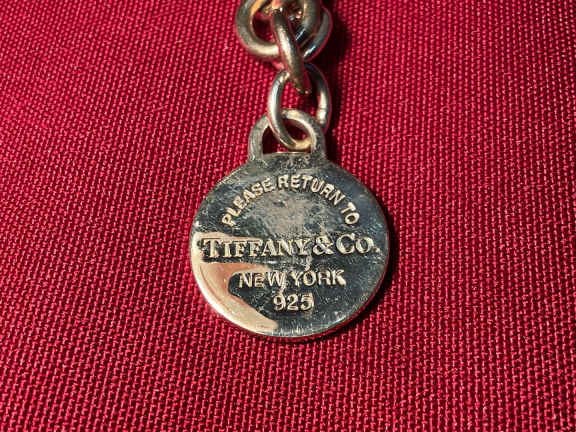 PLEASE RETURN TO
TIFFANY & CO.
NEW YORK
925